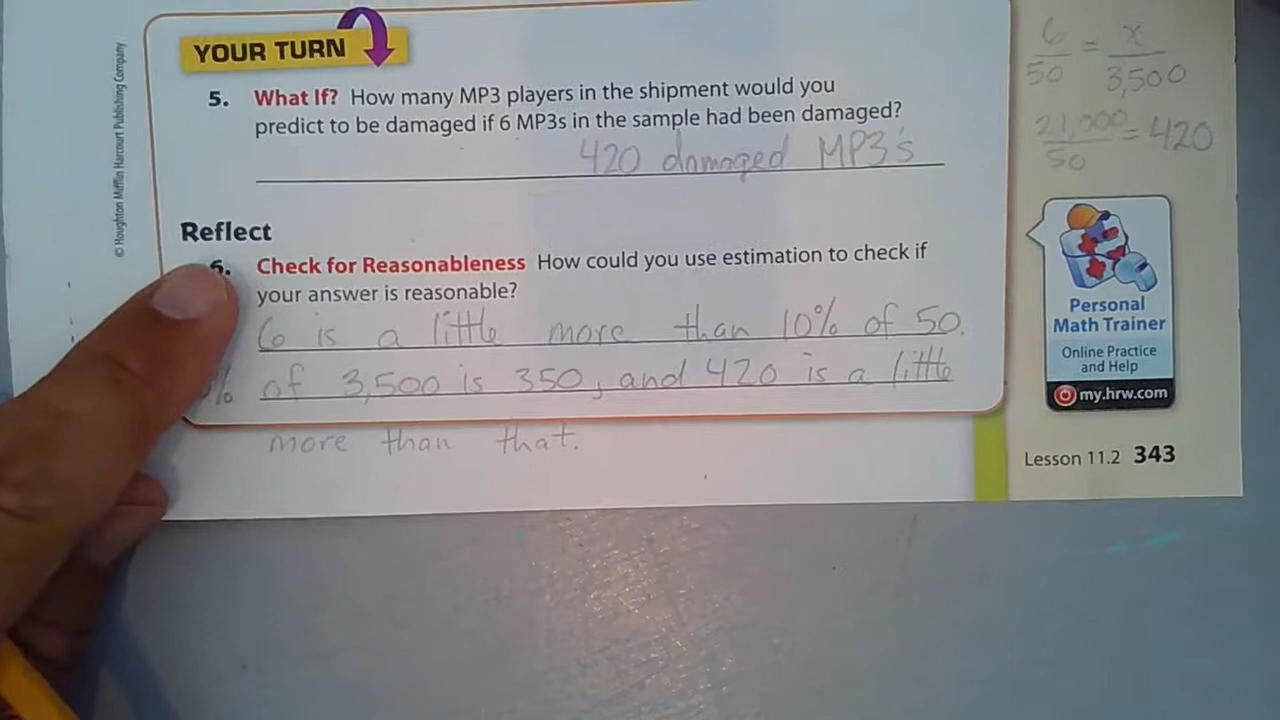 © Houghton Mifflin Harcourt Publishing Company
YOUR TURN
5. What If? How many MP3 players in the shipment would you
predict to be damaged if 6 MP3s in the sample had been damaged?
420 damaged MP3's
Reflect
6. Check for Reasonableness How could you use estimation to check if
your answer is reasonable?
6 is a little more than 10% of 50.
% of 3,500 is 350, and 420 is a little
more than that.
6/50 = x/3,500
21,000/50 = 420
Personal
Math Trainer
Online Practice
and Help
my.hrw.com
Lesson 11.2 343